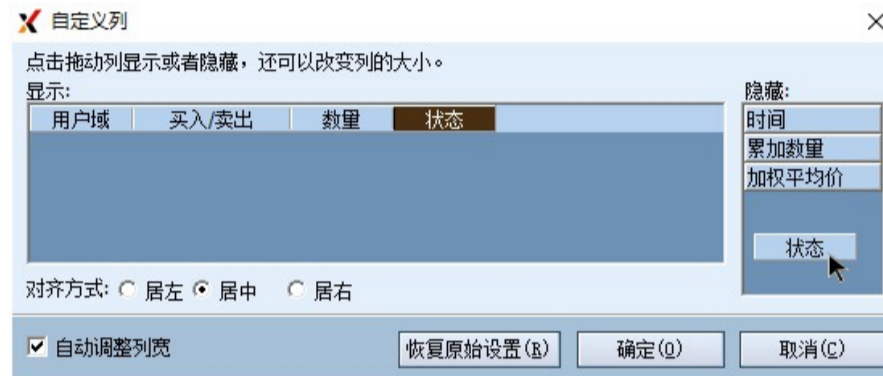 自定义列
点击拖动列显示或者隐藏，还可以改变列的大小。
显示:
隐藏:
用户域 买入/卖出 数量 状态
时间
累加数量
加权平均价
状态
对齐方式: 居左 居中 居右
自动调整列宽
恢复原始设置(R)
确定(O)
取消(C)